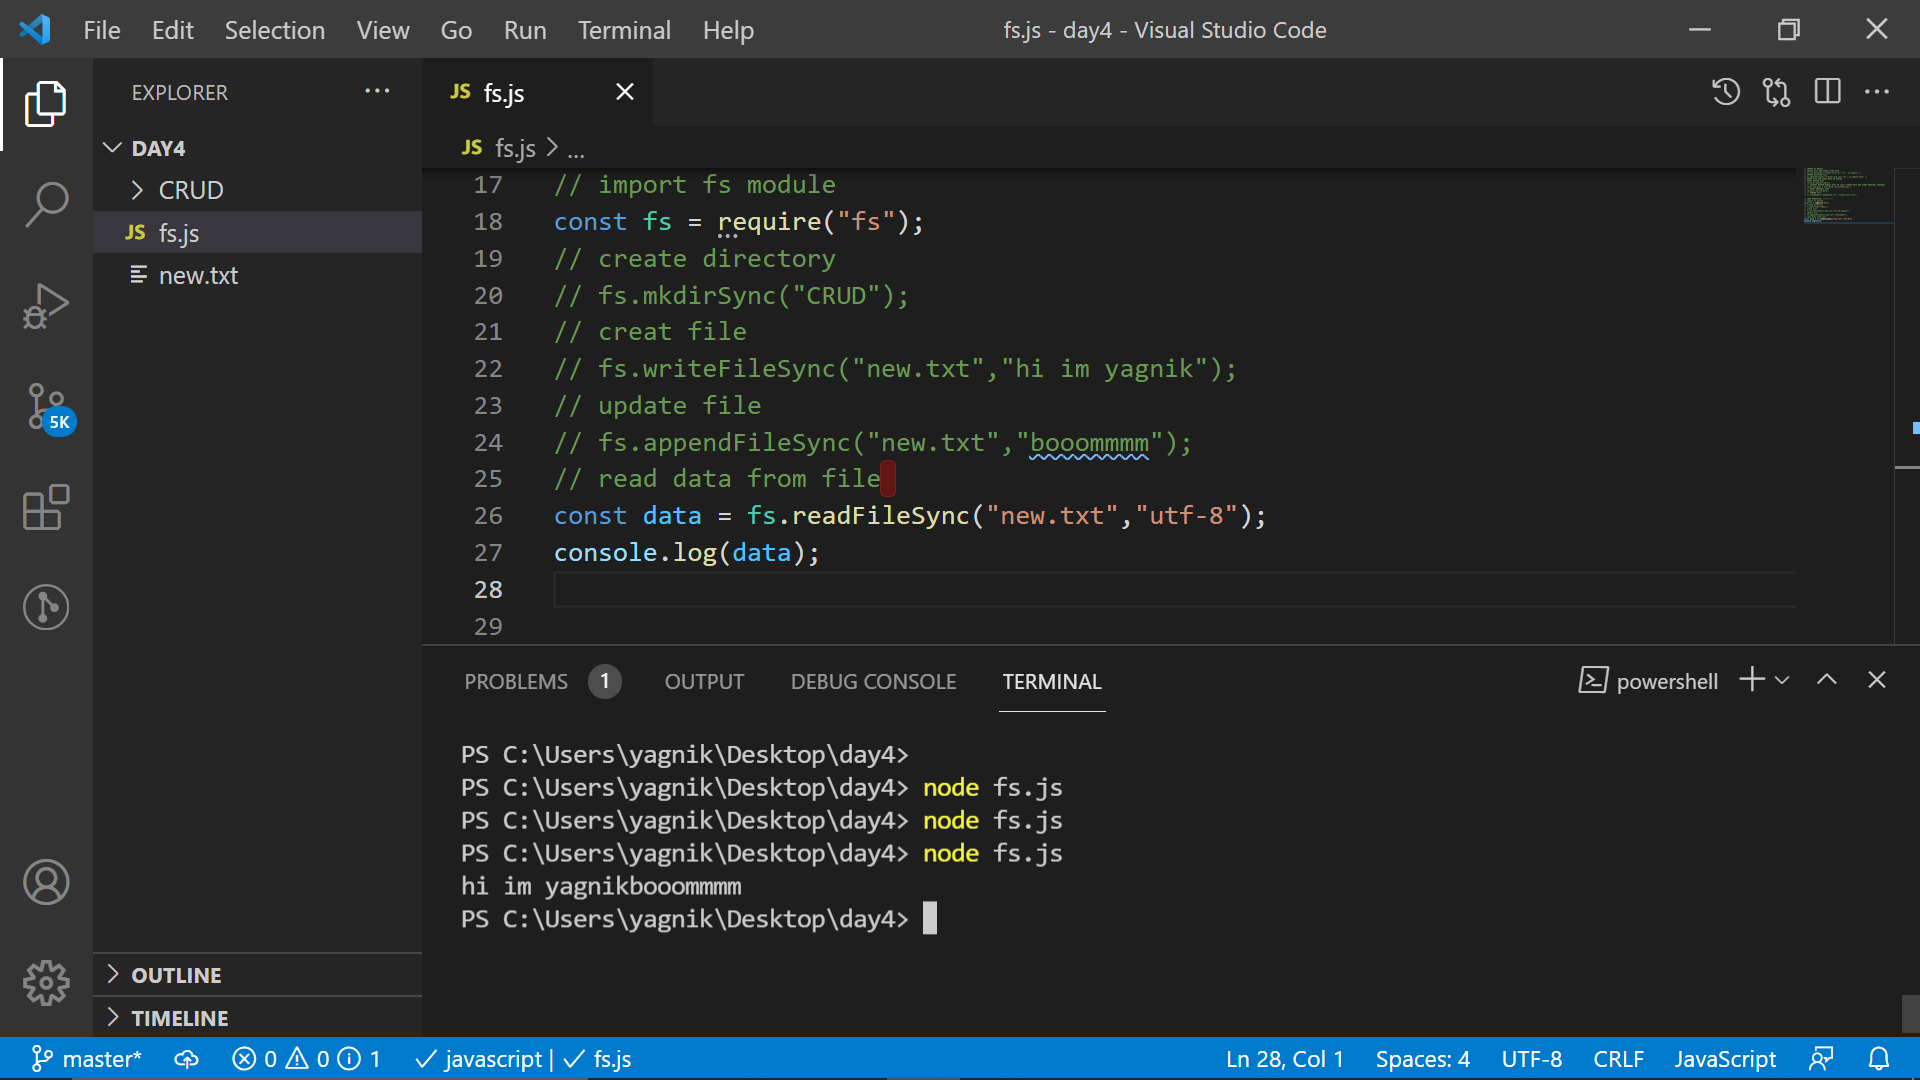 File Edit Selection View Go Run Terminal Help fs.js - day4 - Visual Studio Code
EXPLORER
JS fs.js
DAY4
JS fs.js > ...
CRUD
JS fs.js
new.txt
5K
17 // import fs module
18 const fs = require("fs");
19 // create directory
20 // fs.mkdirSync("CRUD");
21 // creat file
22 // fs.writeFileSync("new.txt","hi im yagnik");
23 // update file
24 // fs.appendFileSync("new.txt","booommmm");
25 // read data from file
26 const data = fs.readFileSync("new.txt","utf-8");
27 console.log(data);
28
29
PROBLEMS 1 OUTPUT DEBUG CONSOLE TERMINAL powershell
PS C:\Users\yagnik\Desktop\day4>
PS C:\Users\yagnik\Desktop\day4> node fs.js
PS C:\Users\yagnik\Desktop\day4> node fs.js
PS C:\Users\yagnik\Desktop\day4> node fs.js
hi im yagnikbooommmm
PS C:\Users\yagnik\Desktop\day4>
OUTLINE
TIMELINE
master* 0 0 1 javascript | fs.js Ln 28, Col 1 Spaces: 4 UTF-8 CRLF JavaScript